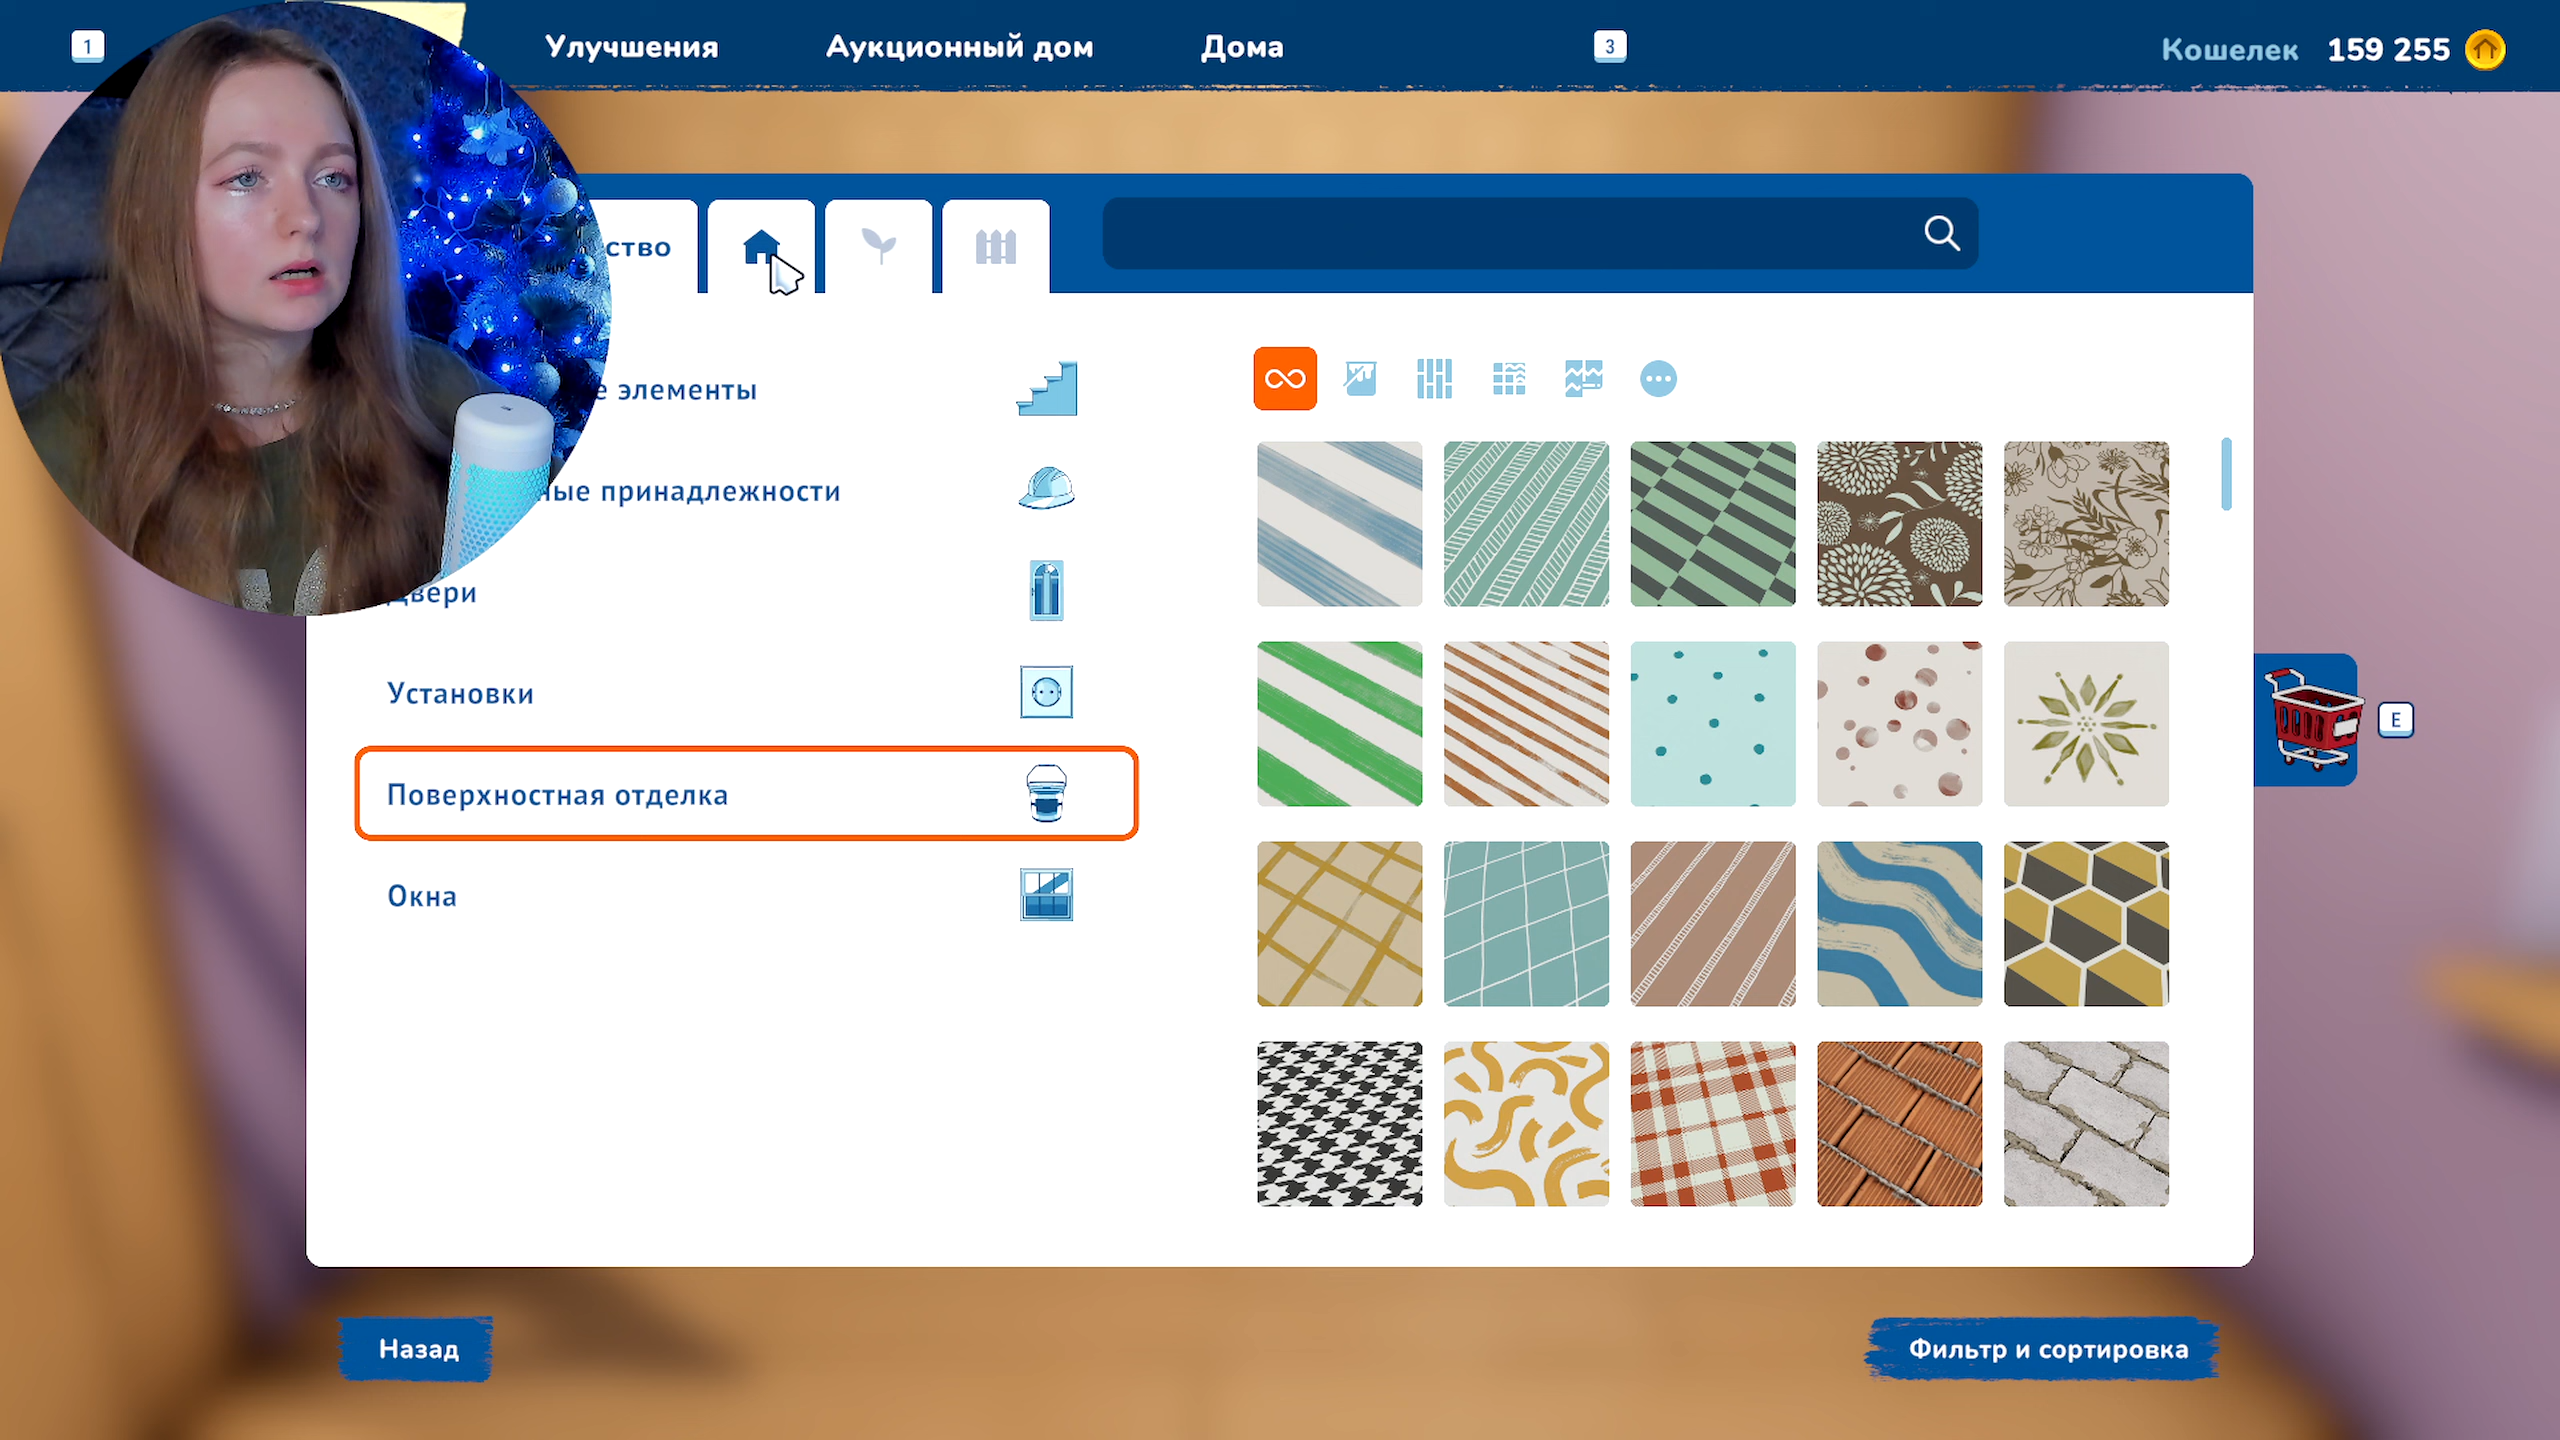 1 Улучшения Аукционный дом Дома 3 Кошелек 159 255
ство
е элементы
ные принадлежности
Двери
Установки
E
Поверхностная отделка
Окна
Назад Фильтр и сортировка